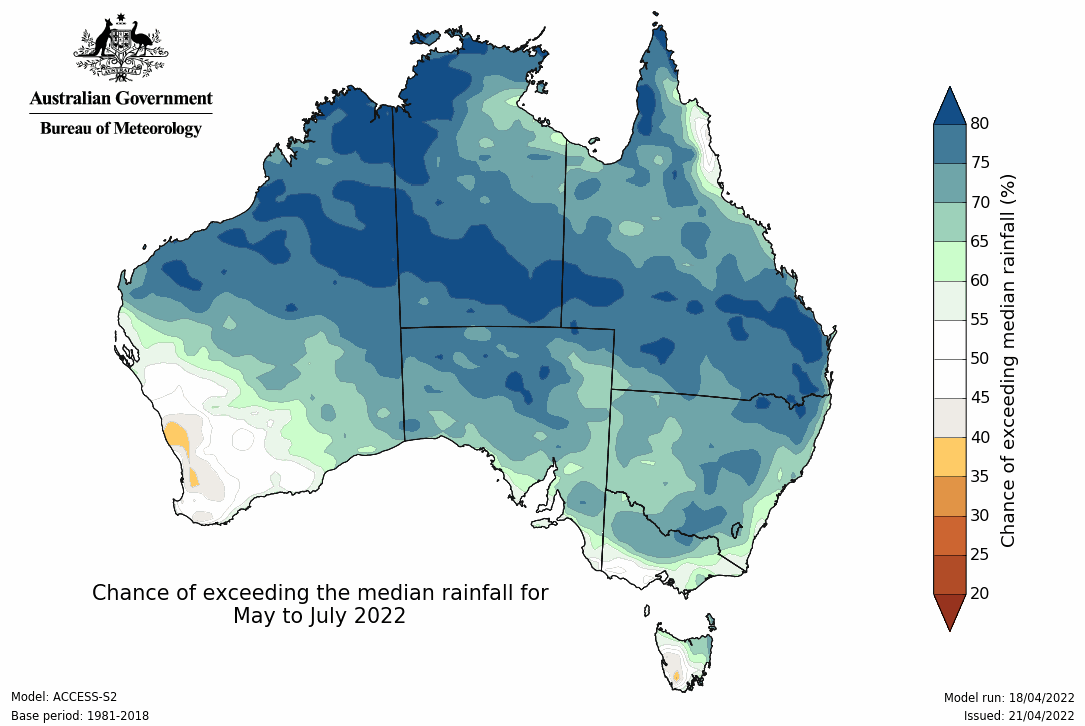 AUSTRALIA
Australian Government
Bureau of Meteorology
80
75
70
65
60
55
50
45
40
35
30
25
20
Chance of exceeding median rainfall (%)
Chance of exceeding the median rainfall for
May to July 2022
Model: ACCESS-S2
Base period: 1981-2018
Model run: 18/04/2022
Issued: 21/04/2022